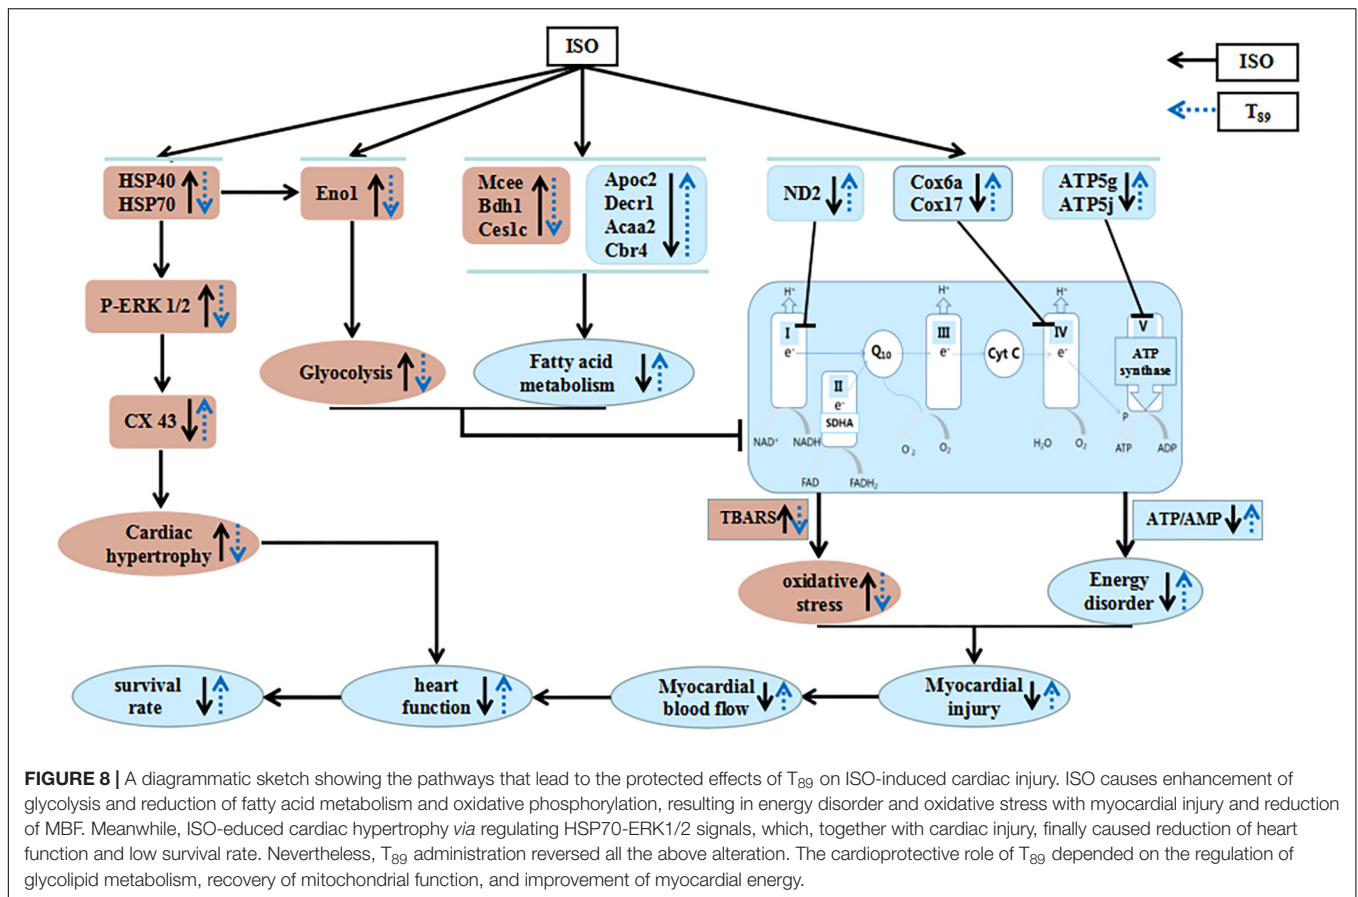 ISO
ISO
T89
HSP40
HSP70
Eno1
Mcee
Bdh1
Ces1c
Apoc2
Decr1
Acaa2
Cbr4
ND2
Cox6a
Cox17
ATP5g
ATP5j
P-ERK 1/2
Glyocolysis
Fatty acid
metabolism
CX 43
H+
H+
H+
I
e-
Q10
III
e-
Cyt C
IV
e-
V
ATP
synthase
II
e-
SDHA
P
NAD+
NADH
O-2
O2
H2O
O2
ATP
ADP
FAD
FADH2
TBARS
ATP/AMP
Cardiac
hypertrophy
oxidative
stress
Energy
disorder
survival
rate
heart
function
Myocardial
blood flow
Myocardial
injury
FIGURE 8 | A diagrammatic sketch showing the pathways that lead to the protected effects of T89 on ISO-induced cardiac injury. ISO causes enhancement of
glycolysis and reduction of fatty acid metabolism and oxidative phosphorylation, resulting in energy disorder and oxidative stress with myocardial injury and reduction
of MBF. Meanwhile, ISO-educed cardiac hypertrophy via regulating HSP70-ERK1/2 signals, which, together with cardiac injury, finally caused reduction of heart
function and low survival rate. Nevertheless, T89 administration reversed all the above alteration. The cardioprotective role of T89 depended on the regulation of
glycolipid metabolism, recovery of mitochondrial function, and improvement of myocardial energy.